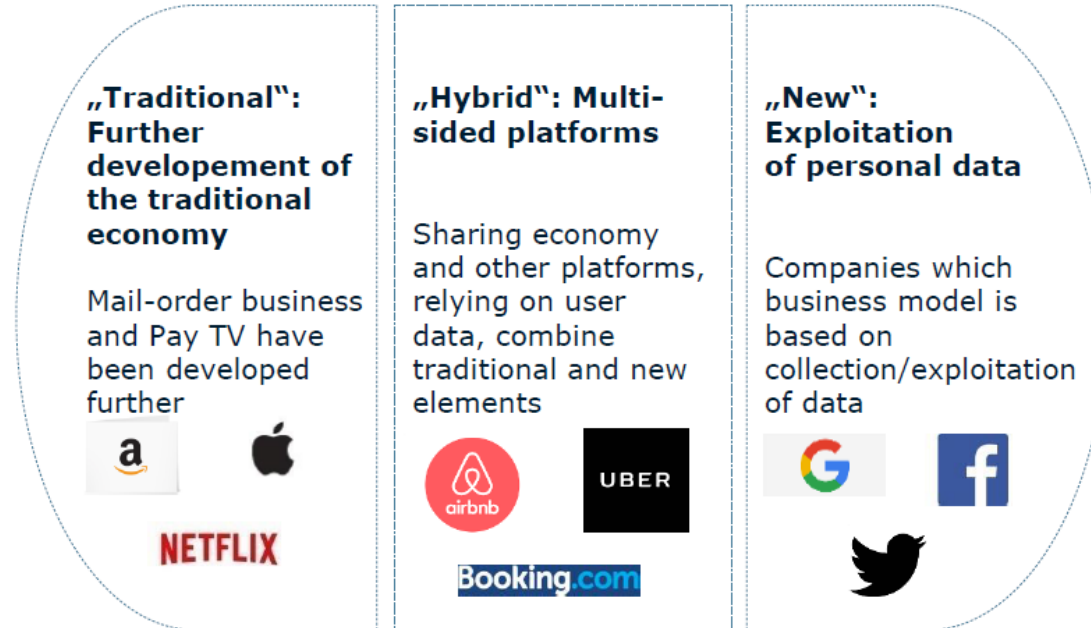 „Traditional“:
Further
developement of
the traditional
economy
Mail-order business
and Pay TV have
been developed
further
a
NETFLIX
„Hybrid“: Multi-
sided platforms
Sharing economy
and other platforms,
relying on user
data, combine
traditional and new
elements
airbnb
UBER
Booking.com
„New“:
Exploitation
of personal data
Companies which
business model is
based on
collection/exploitation
of data
G
f